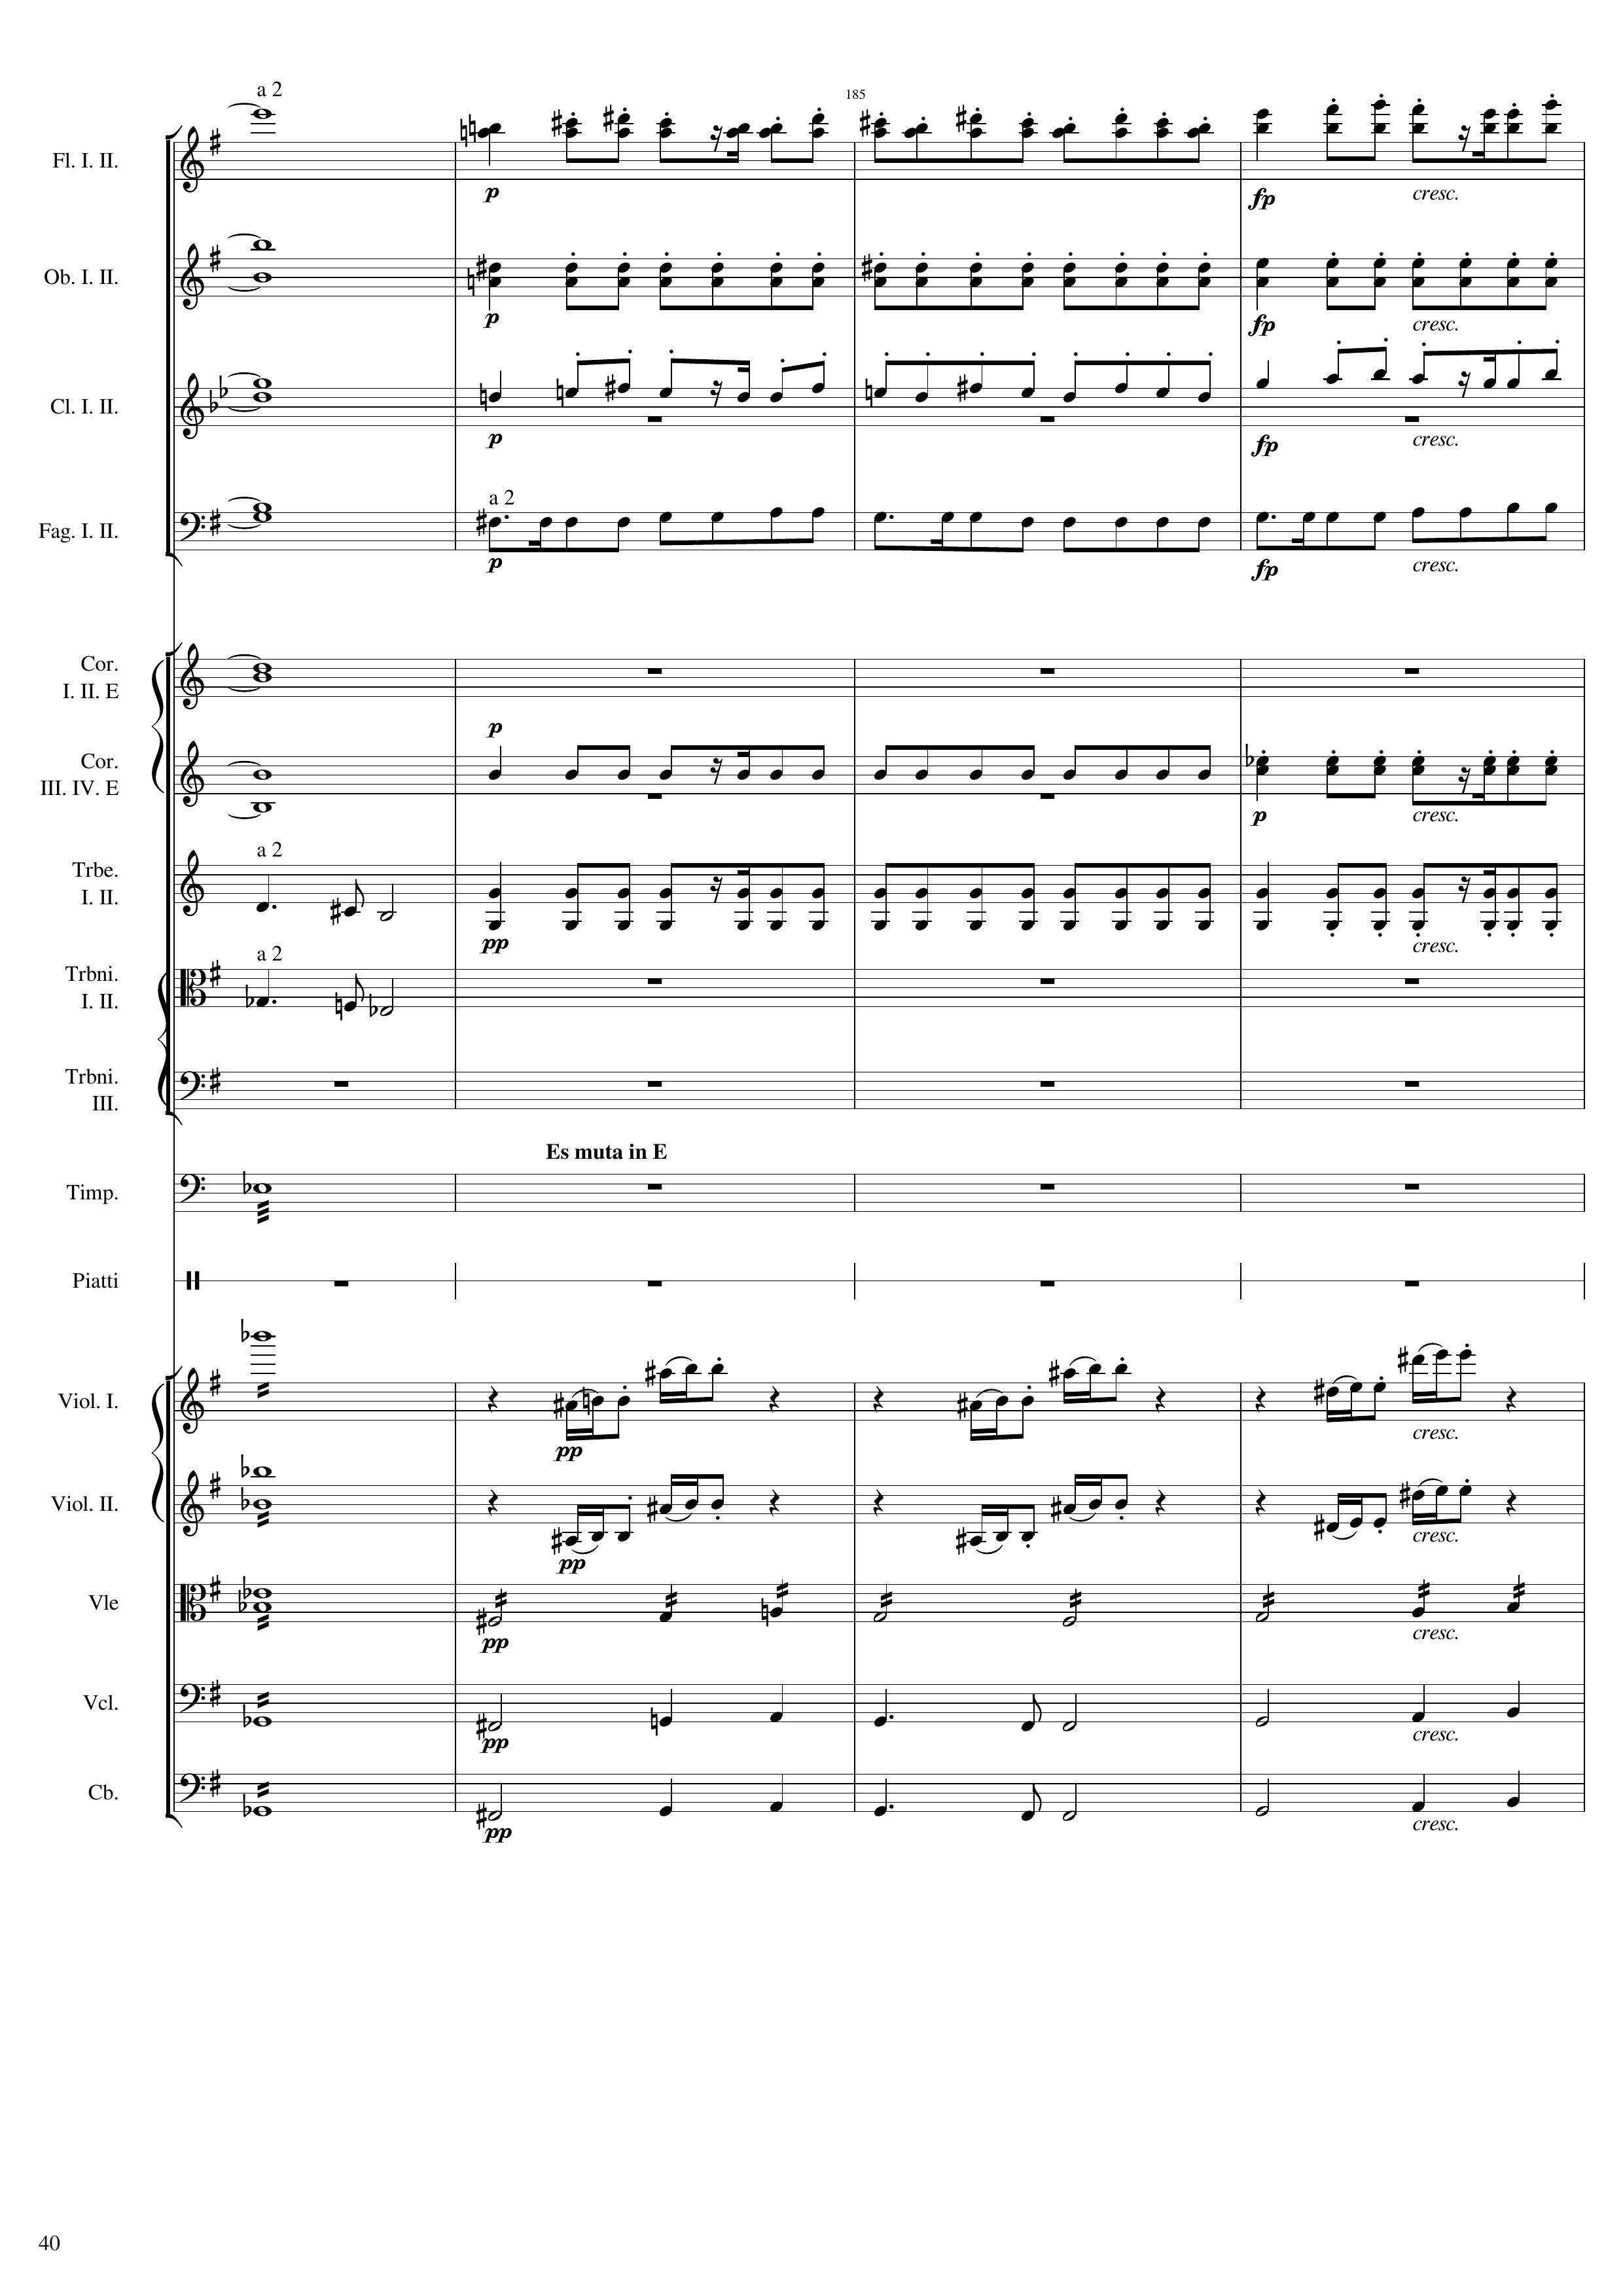 a 2
185
Fl. I. II.
p
fp
cresc.
Ob. I. II.
p
fp
cresc.
Cl. I. II.
p
fp
cresc.
a 2
Fag. I. II.
p
fp
cresc.
Cor.
I. II. E
p
Cor.
III. IV. E
p
cresc.
a 2
Trbe.
I. II.
pp
cresc.
a 2
Trbni.
I. II.
Trbni.
III.
Es muta in E
Timp.
Piatti
Viol. I.
pp
cresc.
Viol. II.
pp
cresc.
Vle
pp
cresc.
Vcl.
pp
cresc.
Cb.
pp
cresc.
40